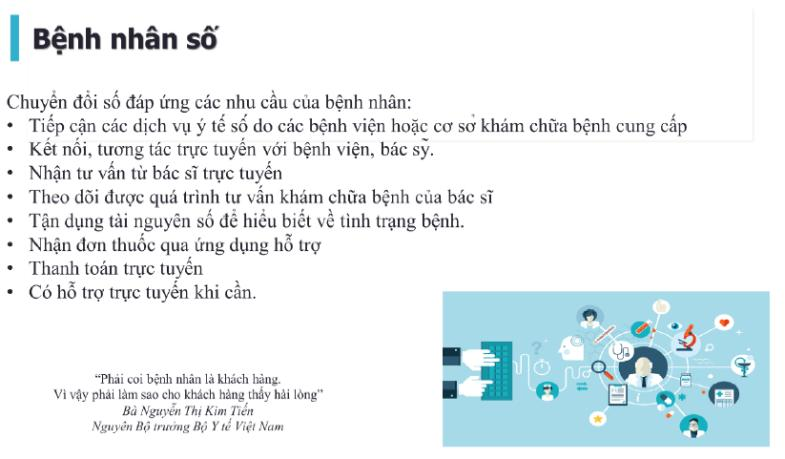 Bệnh nhân số
Chuyển đổi số đáp ứng các nhu cầu của bệnh nhân:
• Tiếp cận các dịch vụ y tế số do các bệnh viện hoặc cơ sở khám chữa bệnh cung cấp
• Kết nối, tương tác trực tuyến với bệnh viện, bác sỹ.
• Nhận tư vấn từ bác sĩ trực tuyến
• Theo dõi được quá trình tư vấn khám chữa bệnh của bác sĩ
• Tận dụng tài nguyên số để hiểu biết về tình trạng bệnh.
• Nhận đơn thuốc qua ứng dụng hỗ trợ
• Thanh toán trực tuyến
• Có hỗ trợ trực tuyến khi cần.
“Phải coi bệnh nhân là khách hàng.
Vì vậy phải làm sao cho khách hàng thấy hài lòng”
Bà Nguyễn Thị Kim Tiến
Nguyên Bộ trưởng Bộ Y tế Việt Nam